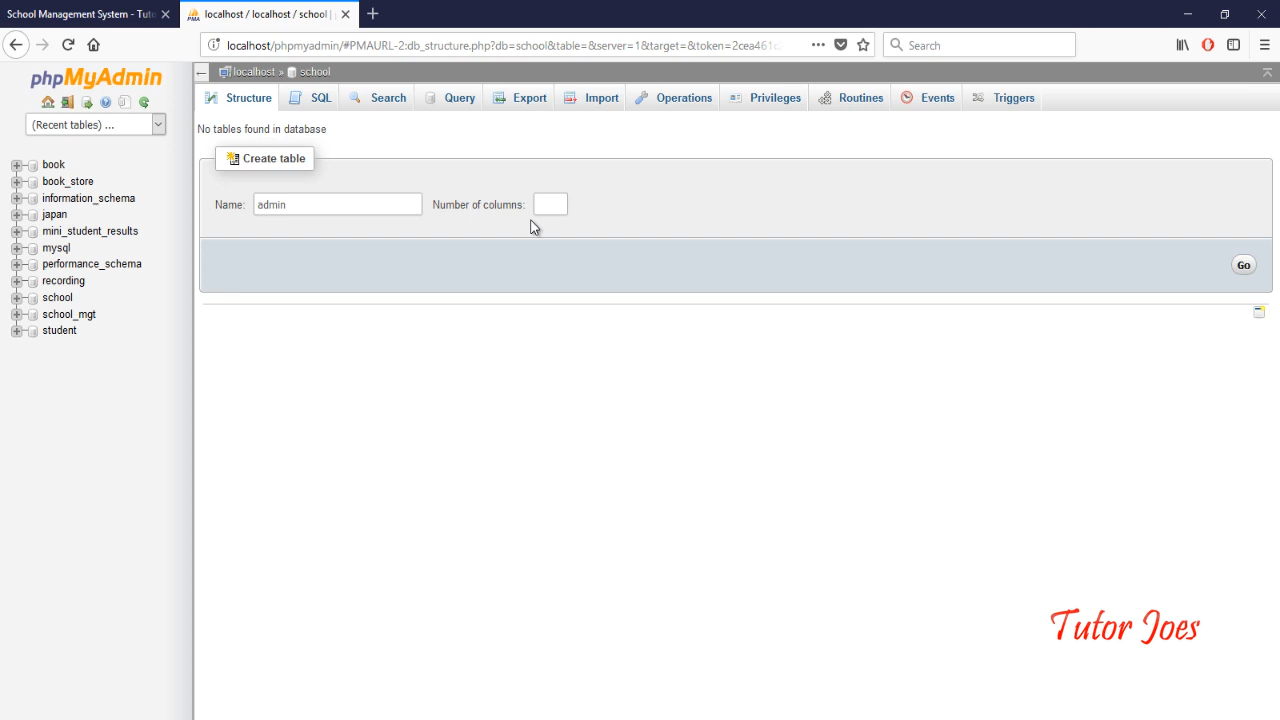 School Management System - Tuto
localhost / localhost / school |
localhost/phpmyadmin/#PMAURL-2:db_structure.php?db=school&table=&server=1&target=&token=2cea461c
Search
phpMyAdmin
(Recent tables) ...
book
book_store
information_schema
japan
mini_student_results
mysql
performance_schema
recording
school
school_mgt
student
localhost » school
Structure SQL Search Query Export Import Operations Privileges Routines Events Triggers
No tables found in database
Create table
Name: admin Number of columns:
Go
Tutor Joes